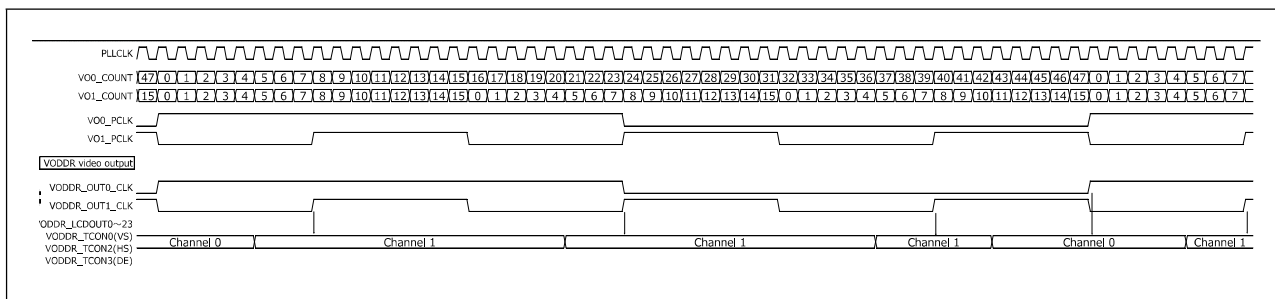 PLLCLK
VO0_COUNT 47 0 1 2 3 4 5 6 7 8 9 10 11 12 13 14 15 16 17 18 19 20 21 22 23 24 25 26 27 28 29 30 31 32 33 34 35 36 37 38 39 40 41 42 43 44 45 46 47 0 1 2 3 4 5 6 7
VO1_COUNT 15 0 1 2 3 4 5 6 7 8 9 10 11 12 13 14 15 0 1 2 3 4 5 6 7 8 9 10 11 12 13 14 15 0 1 2 3 4 5 6 7 8 9 10 11 12 13 14 15 0 1 2 3 4 5 6 7
VO0_PCLK
VO1_PCLK
VODDR video output
VODDR_OUT0_CLK
VODDR_OUT1_CLK
'ODDR_LCDOUT0~23
VODDR_TCON0(VS)
Channel 0 Channel 1 Channel 1 Channel 1 Channel 0 Channel 1
VODDR_TCON2(HS)
VODDR_TCON3(DE)